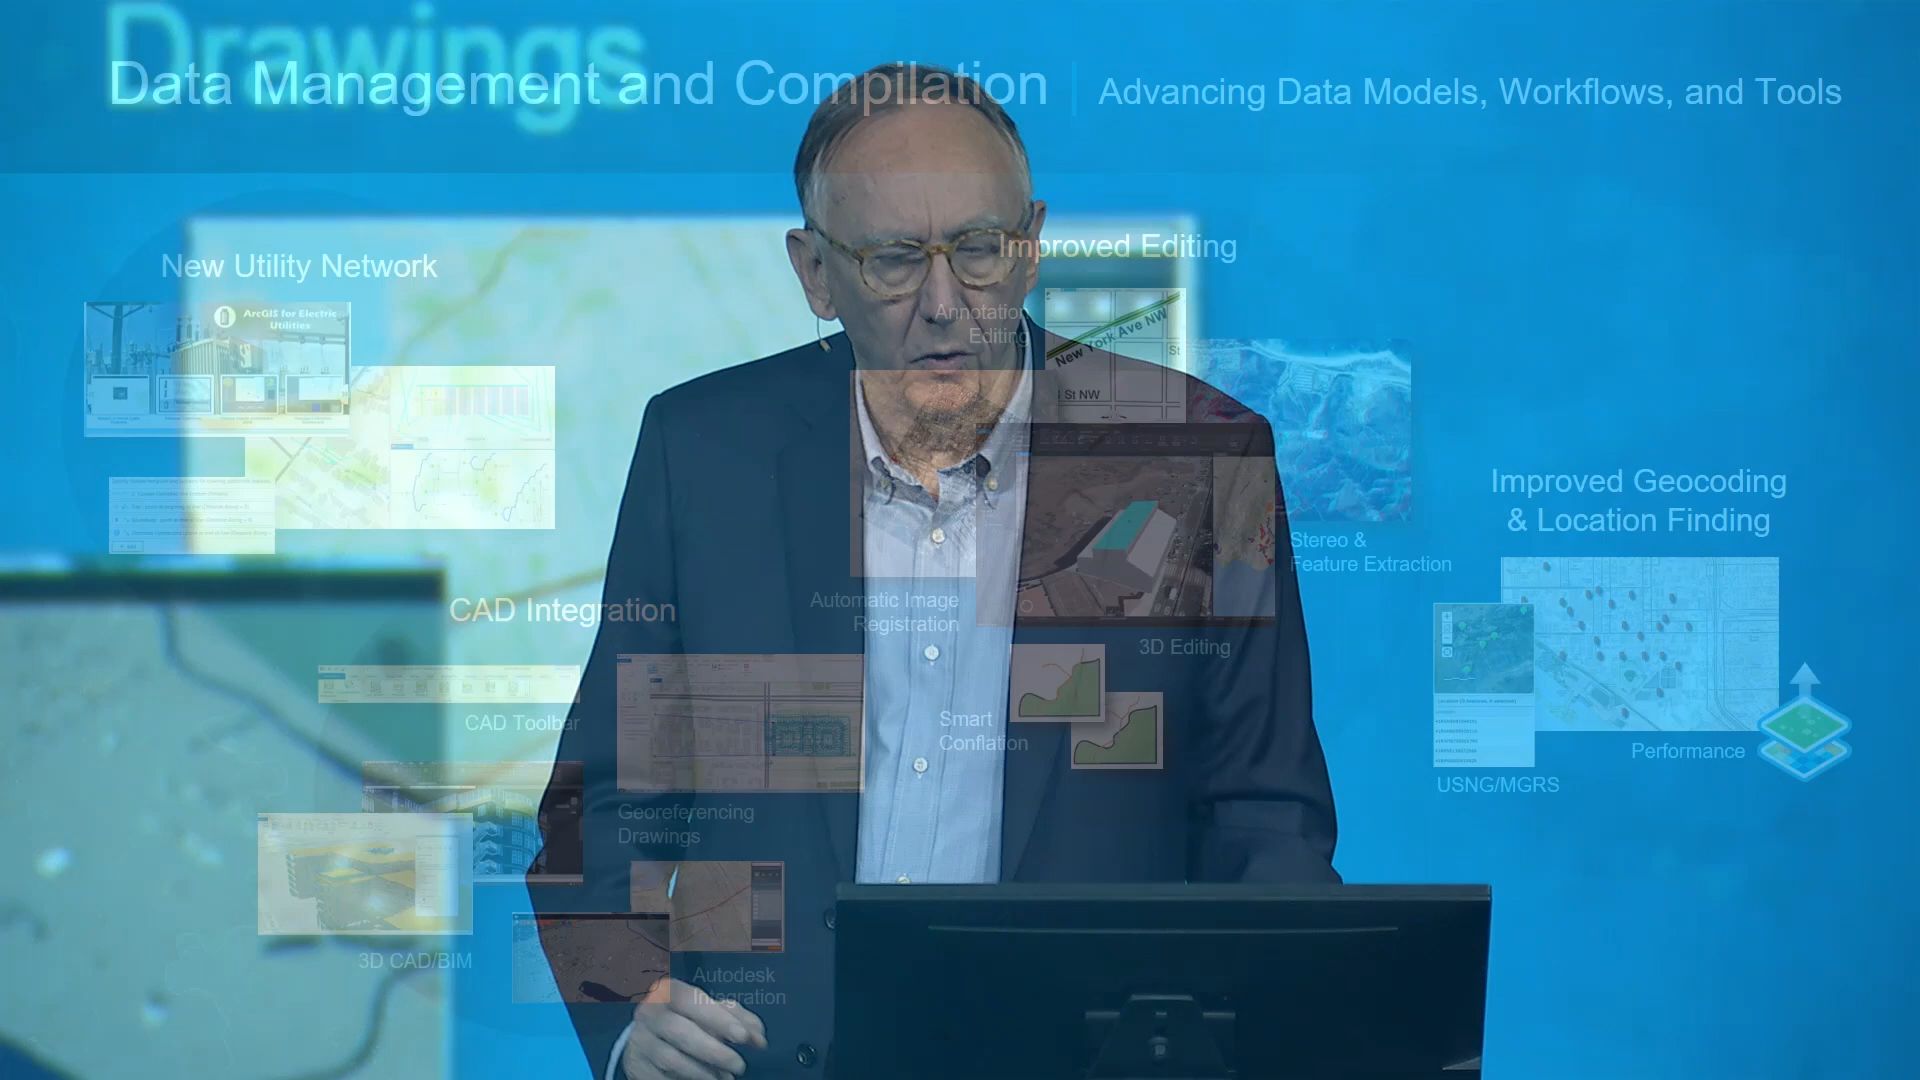 Drawings
Data Management and Compilation
Advancing Data Models, Workflows, and Tools
New Utility Network
ArcGIS for Electric
Utilities
Improved Editing
Annotation
Editing
New York Ave NW
St
St NW
Stereo &
Feature Extraction
Improved Geocoding
& Location Finding
CAD Integration
Automatic Image
Registration
3D Editing
CAD Toolbar
Smart
Conflation
Performance
USNG/MGRS
Georeferencing
Drawings
3D CAD/BIM
Autodesk
Integration